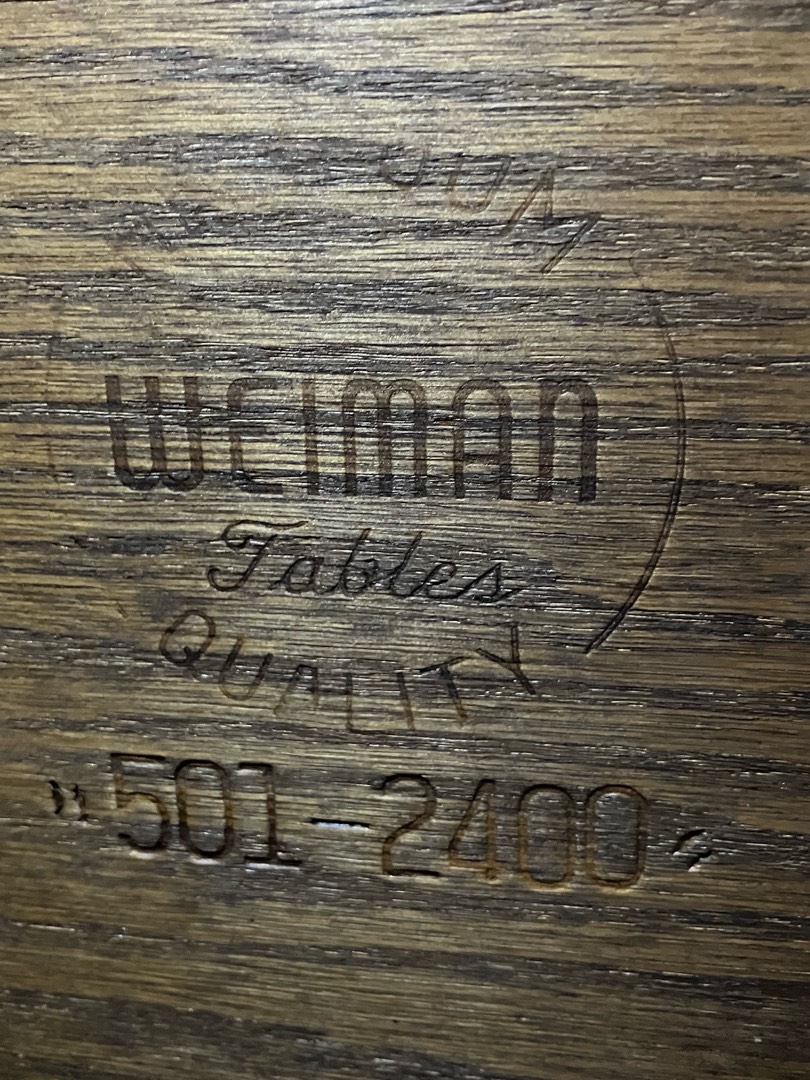 WEIMAN
Tables
QUALITY
"501-2400"